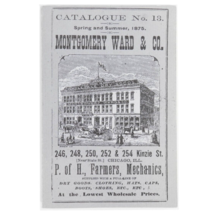 CATALOGUE No. 13.
Spring and Summer, 1875.
MONTGOMERY WARD & CO.
246, 248, 250, 252 & 254 Kinzie St.
CHICAGO, ILL.
P. of H., Farmers, Mechanics,
DRY GOODS, CLOTHING, HATS, CAPS,
BOOTS, SHOES, ETC., ETC.,
At the Lowest Wholesale Prices.